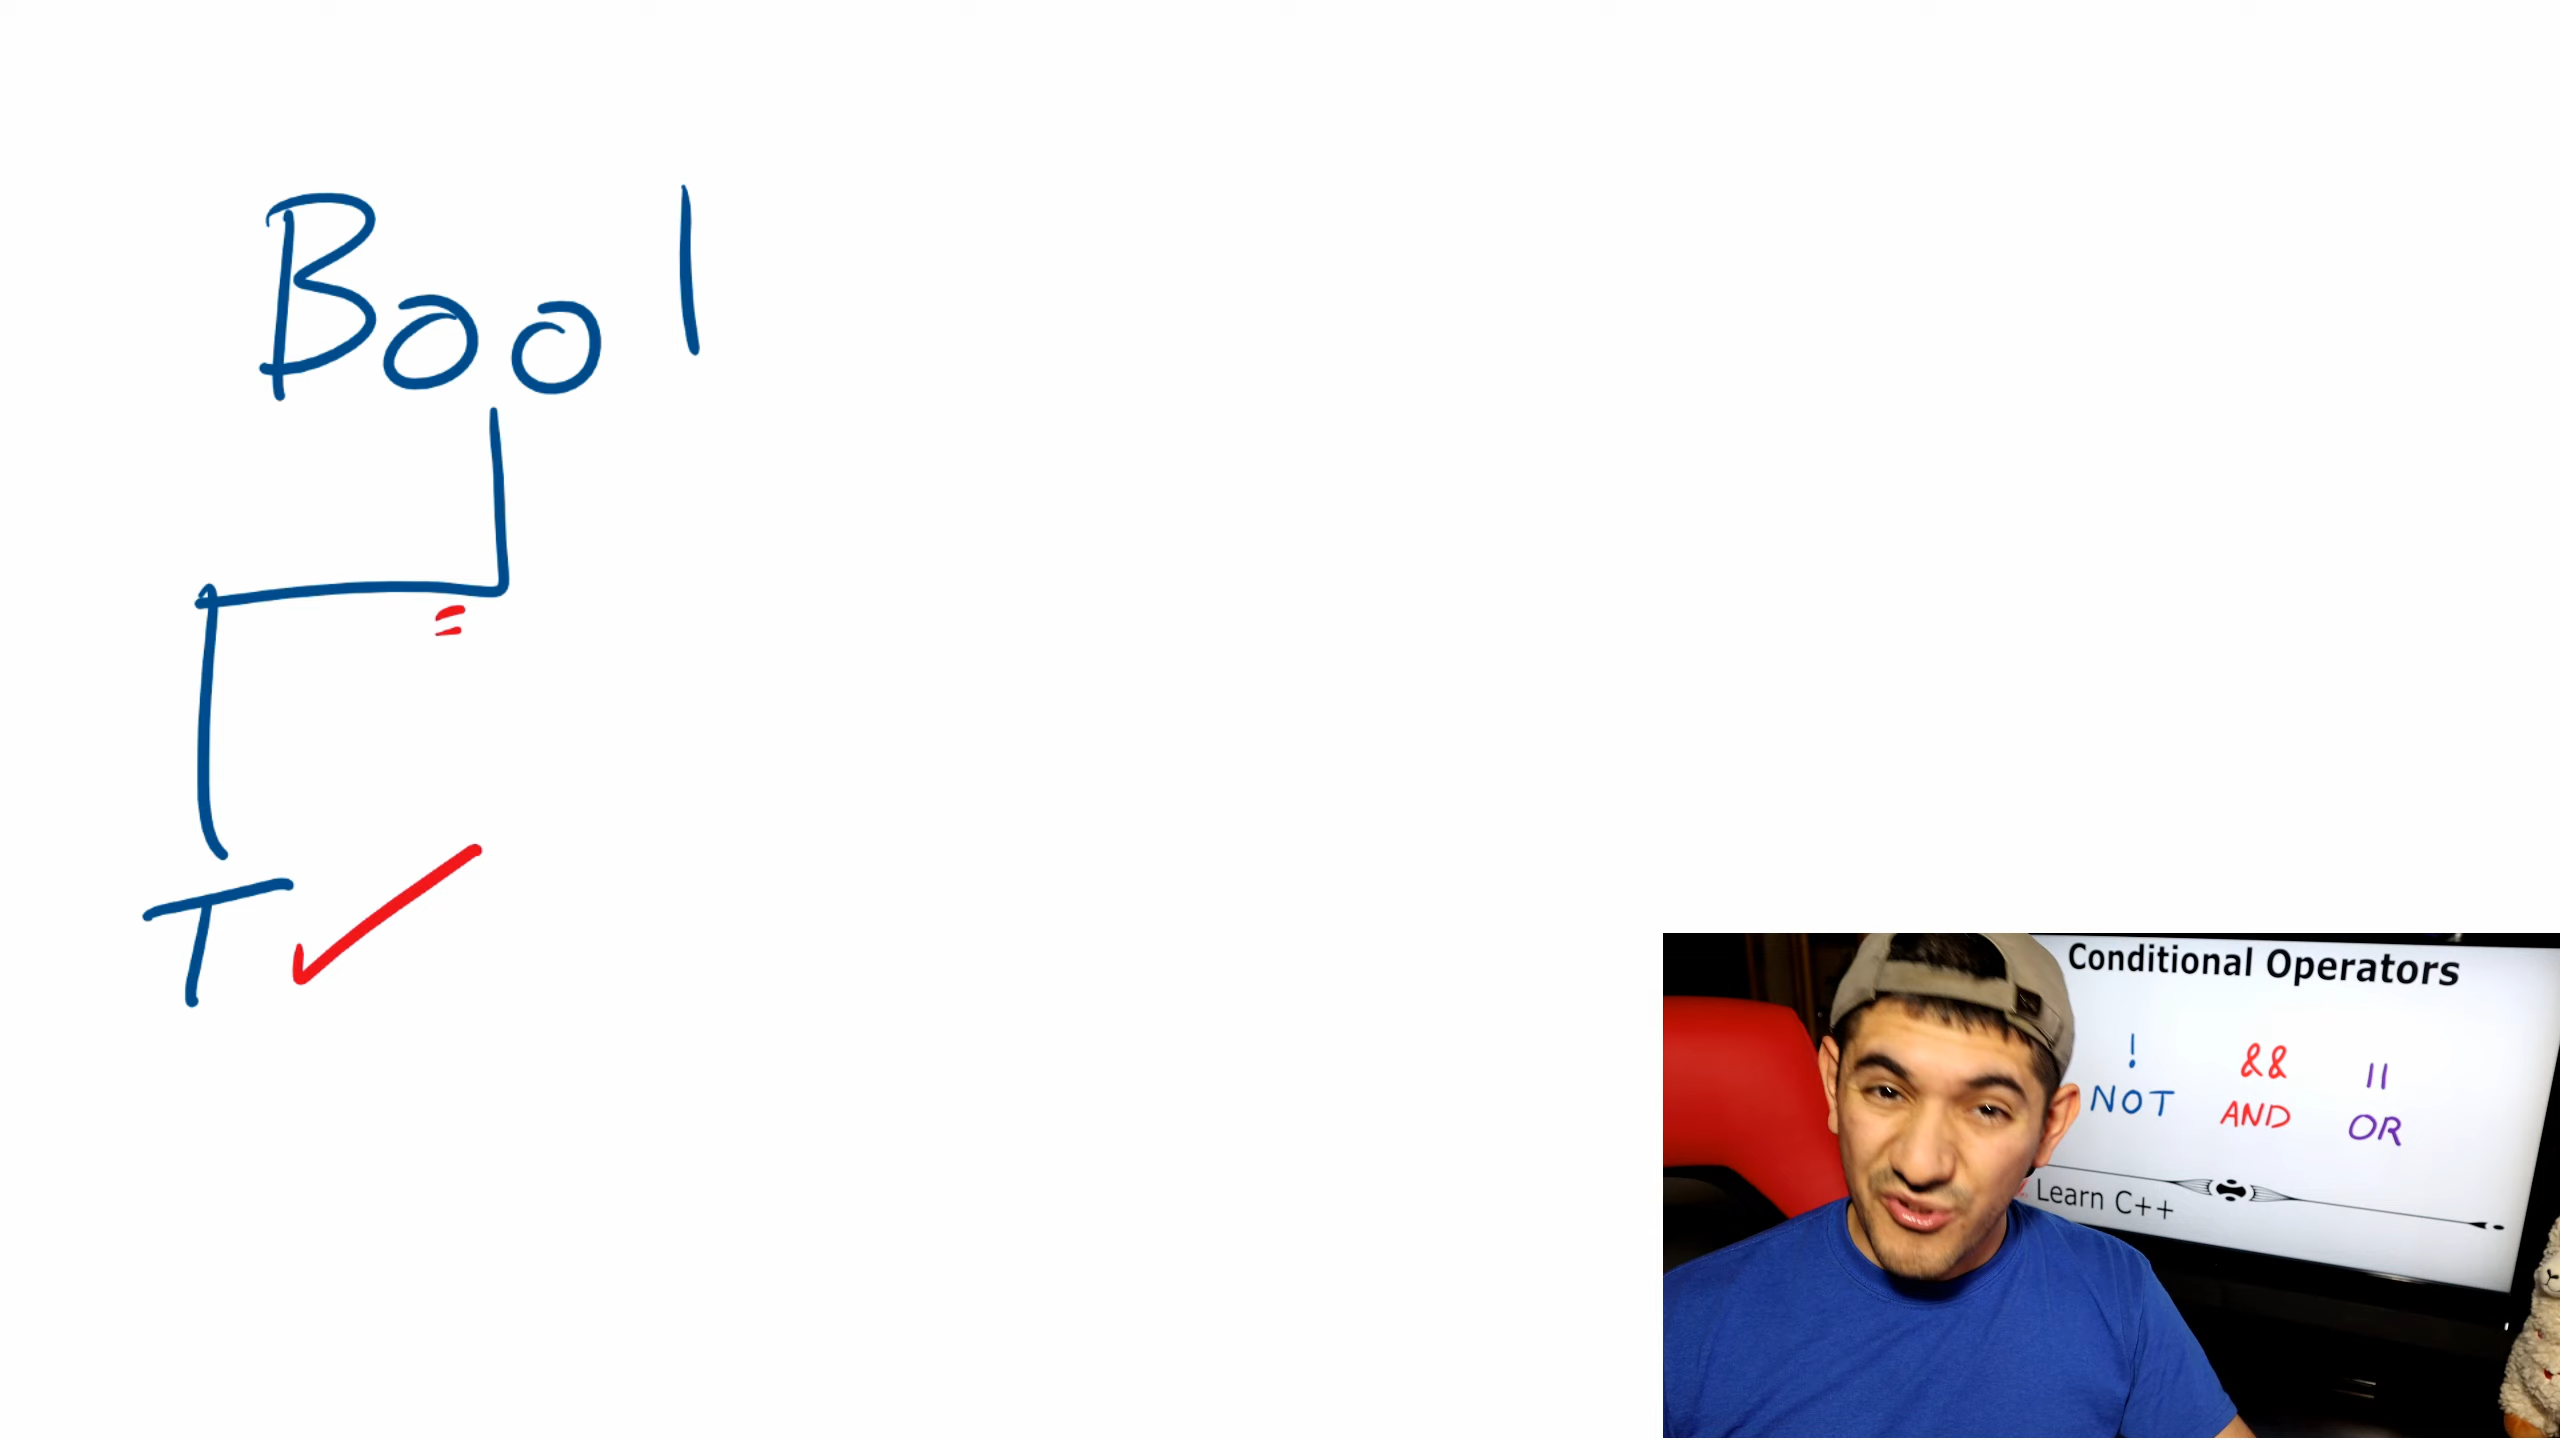 Bool
=
T
Conditional Operators
! && ||
NOT AND OR
Learn C++